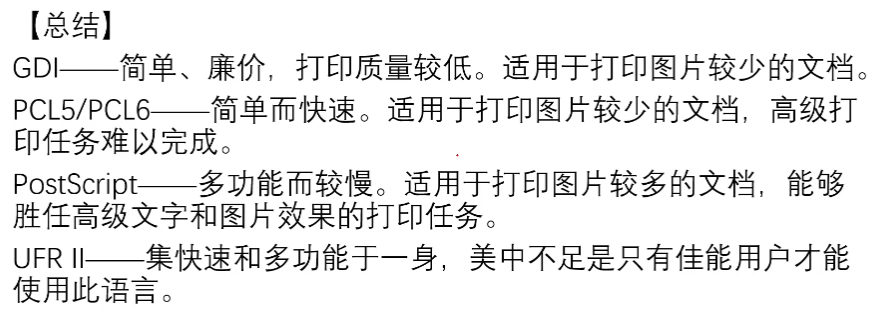 【总结】
GDI——简单、廉价，打印质量较低。适用于打印图片较少的文档。
PCL5/PCL6——简单而快速。适用于打印图片较少的文档，高级打
印任务难以完成。
PostScript——多功能而较慢。适用于打印图片较多的文档，能够
胜任高级文字和图片效果的打印任务。
UFR II——集快速和多功能于一身，美中不足是只有佳能用户才能
使用此语言。